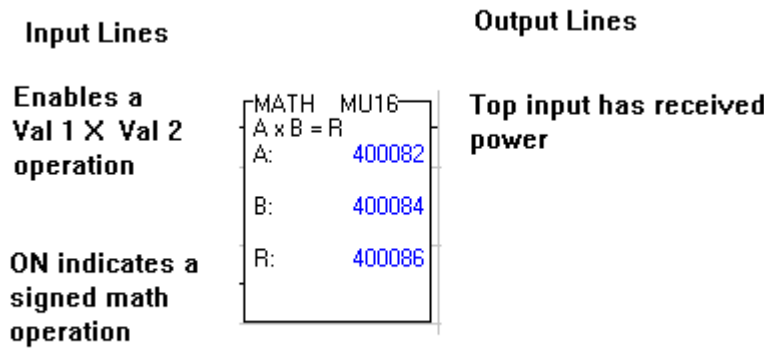 Input Lines
Output Lines
Enables a
Val 1 X Val 2
operation
MATH MU16
A x B = R
A: 400082
B: 400084
R: 400086
Top input has received
power
ON indicates a
signed math
operation